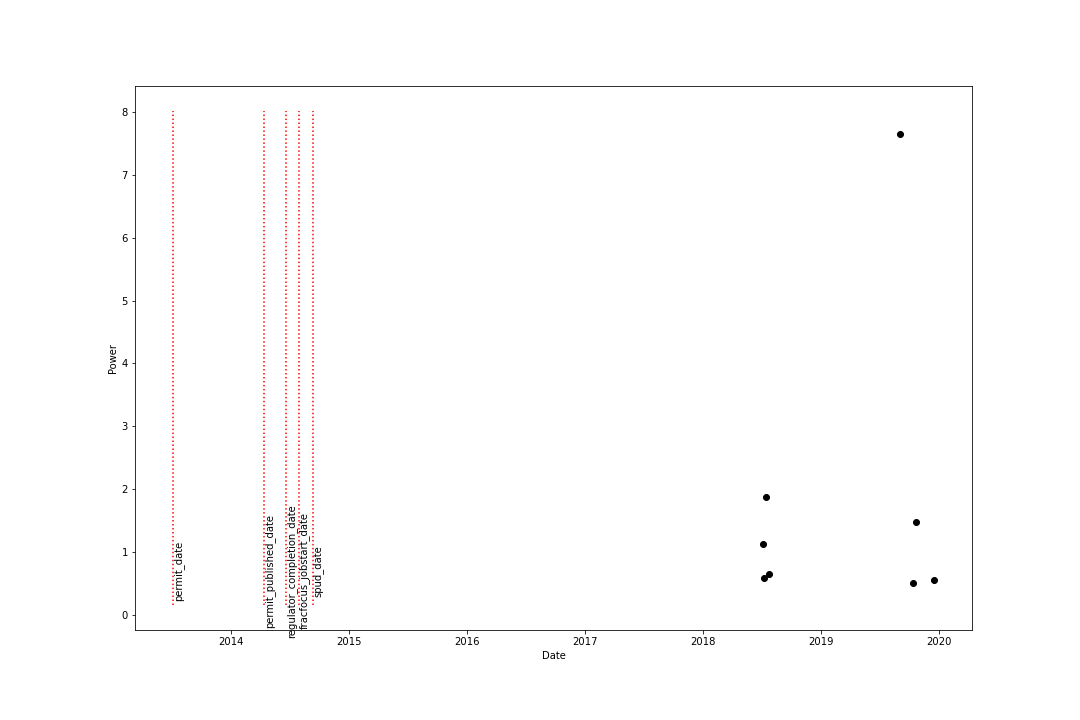 8
7
6
5
4
3
2
1
0
Power
permit_date
permit_published_date
regulator_completion_date
fracfocus_jobstart_date
spud_date
2014 2015 2016 2017 2018 2019 2020
Date